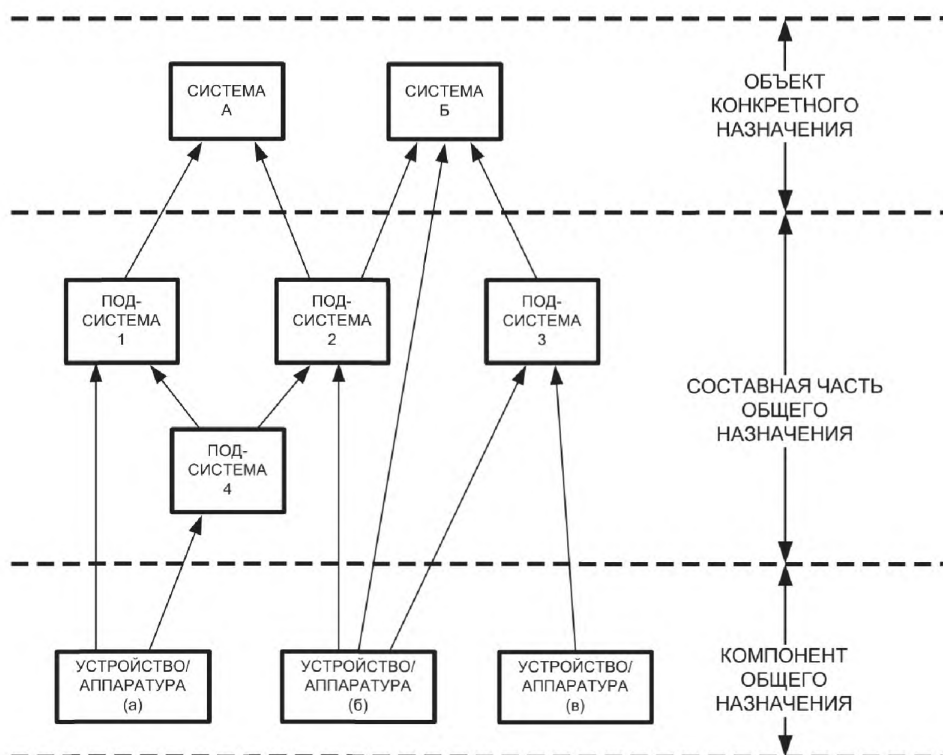 СИСТЕМА
А
СИСТЕМА
Б
ОБЪЕКТ
КОНКРЕТНОГО
НАЗНАЧЕНИЯ
ПОД-
СИСТЕМА
1
ПОД-
СИСТЕМА
2
ПОД-
СИСТЕМА
3
СОСТАВНАЯ ЧАСТЬ
ОБЩЕГО
НАЗНАЧЕНИЯ
ПОД-
СИСТЕМА
4
УСТРОЙСТВО/
АППАРАТУРА
(а)
УСТРОЙСТВО/
АППАРАТУРА
(б)
УСТРОЙСТВО/
АППАРАТУРА
(в)
КОМПОНЕНТ
ОБЩЕГО
НАЗНАЧЕНИЯ